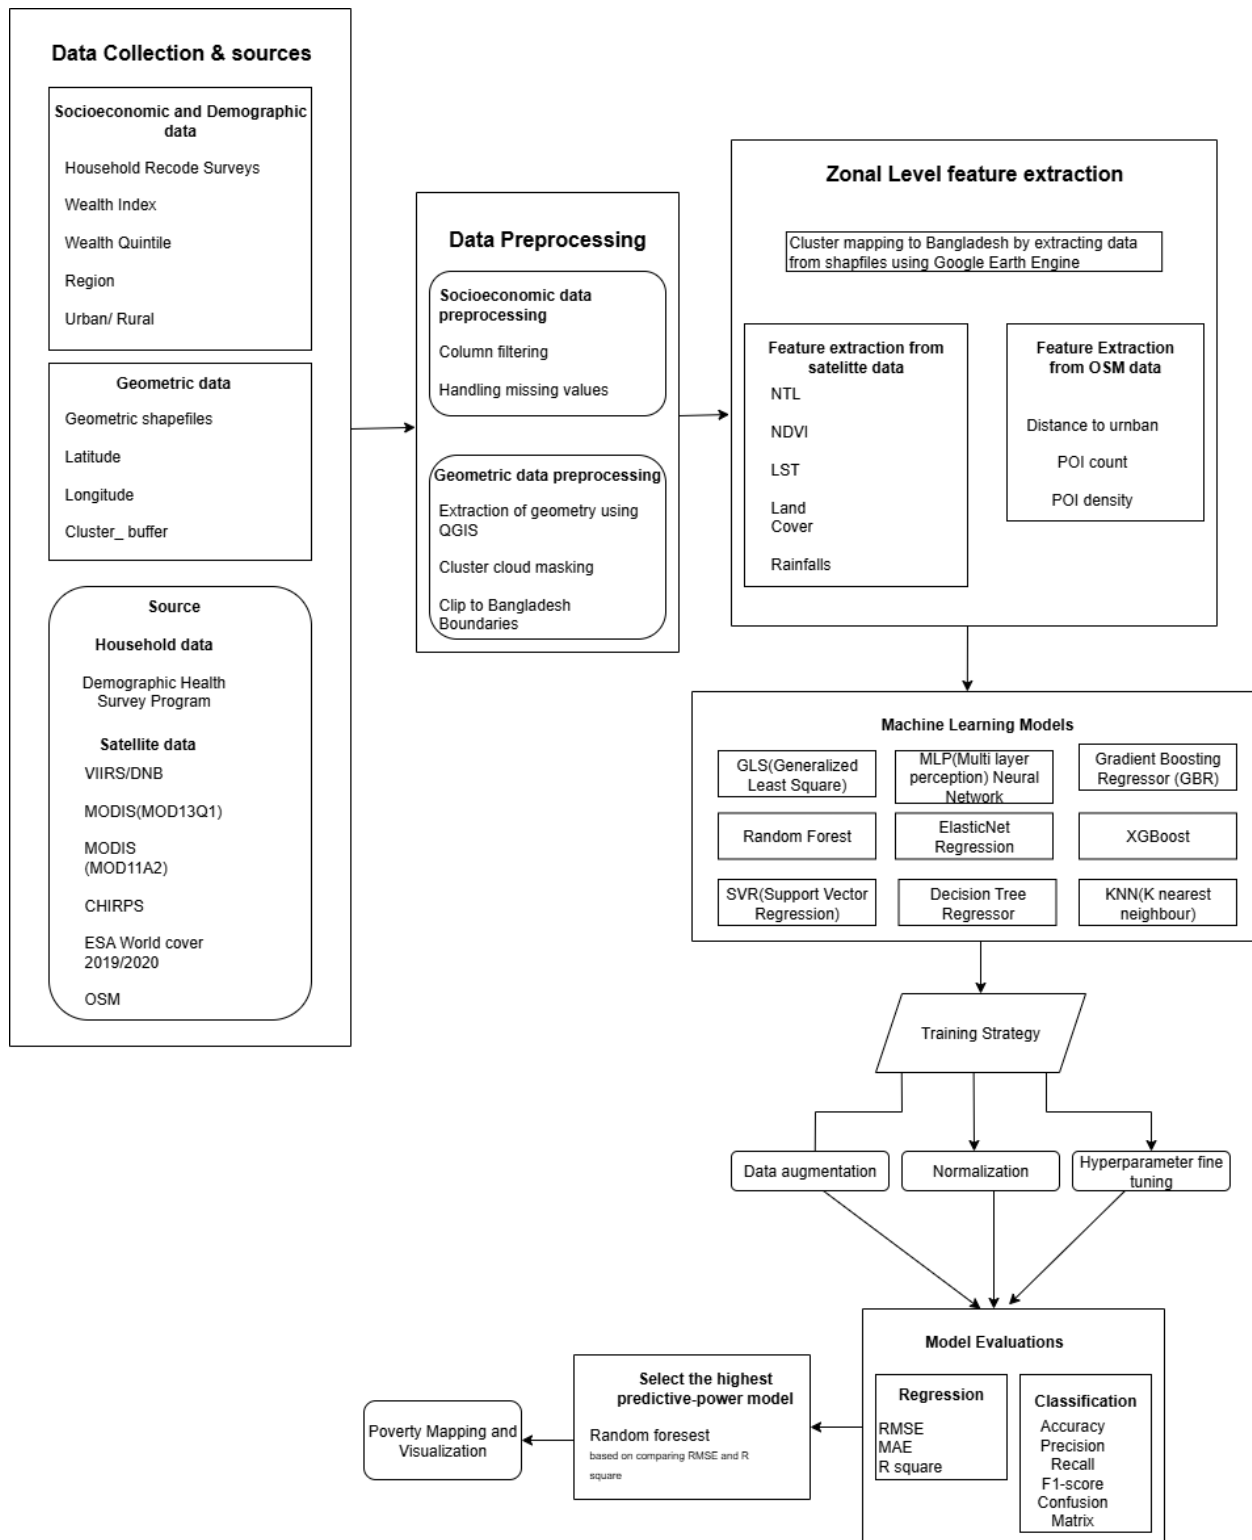 Data Collection & sources
Socioeconomic and Demographic
data
Household Recode Surveys
Wealth Index
Wealth Quintile
Region
Urban/ Rural
Geometric data
Geometric shapefiles
Latitude
Longitude
Cluster_ buffer
Source
Household data
Demographic Health
Survey Program
Satellite data
VIIRS/DNB
MODIS(MOD13Q1)
MODIS
(MOD11A2)
CHIRPS
ESA World cover
2019/2020
OSM
Data Preprocessing
Socioeconomic data
preprocessing
Column filtering
Handling missing values
Geometric data preprocessing
Extraction of geometry using
QGIS
Cluster cloud masking
Clip to Bangladesh
Boundaries
Zonal Level feature extraction
Cluster mapping to Bangladesh by extracting data
from shapfiles using Google Earth Engine
Feature extraction from
satelitte data
NTL
NDVI
LST
Land
Cover
Rainfalls
Feature Extraction
from OSM data
Distance to urnban
POI count
POI density
Machine Learning Models
GLS(Generalized
Least Square)
MLP(Multi layer
perception) Neural
Network
Gradient Boosting
Regressor (GBR)
Random Forest
ElasticNet
Regression
XGBoost
SVR(Support Vector
Regression)
Decision Tree
Regressor
KNN(K nearest
neighbour)
Training Strategy
Data augmentation
Normalization
Hyperparameter fine
tuning
Model Evaluations
Regression
RMSE
MAE
R square
Classification
Accuracy
Precision
Recall
F1-score
Confusion
Matrix
Select the highest
predictive-power model
Random foresest
based on comparing RMSE and R
square
Poverty Mapping and
Visualization